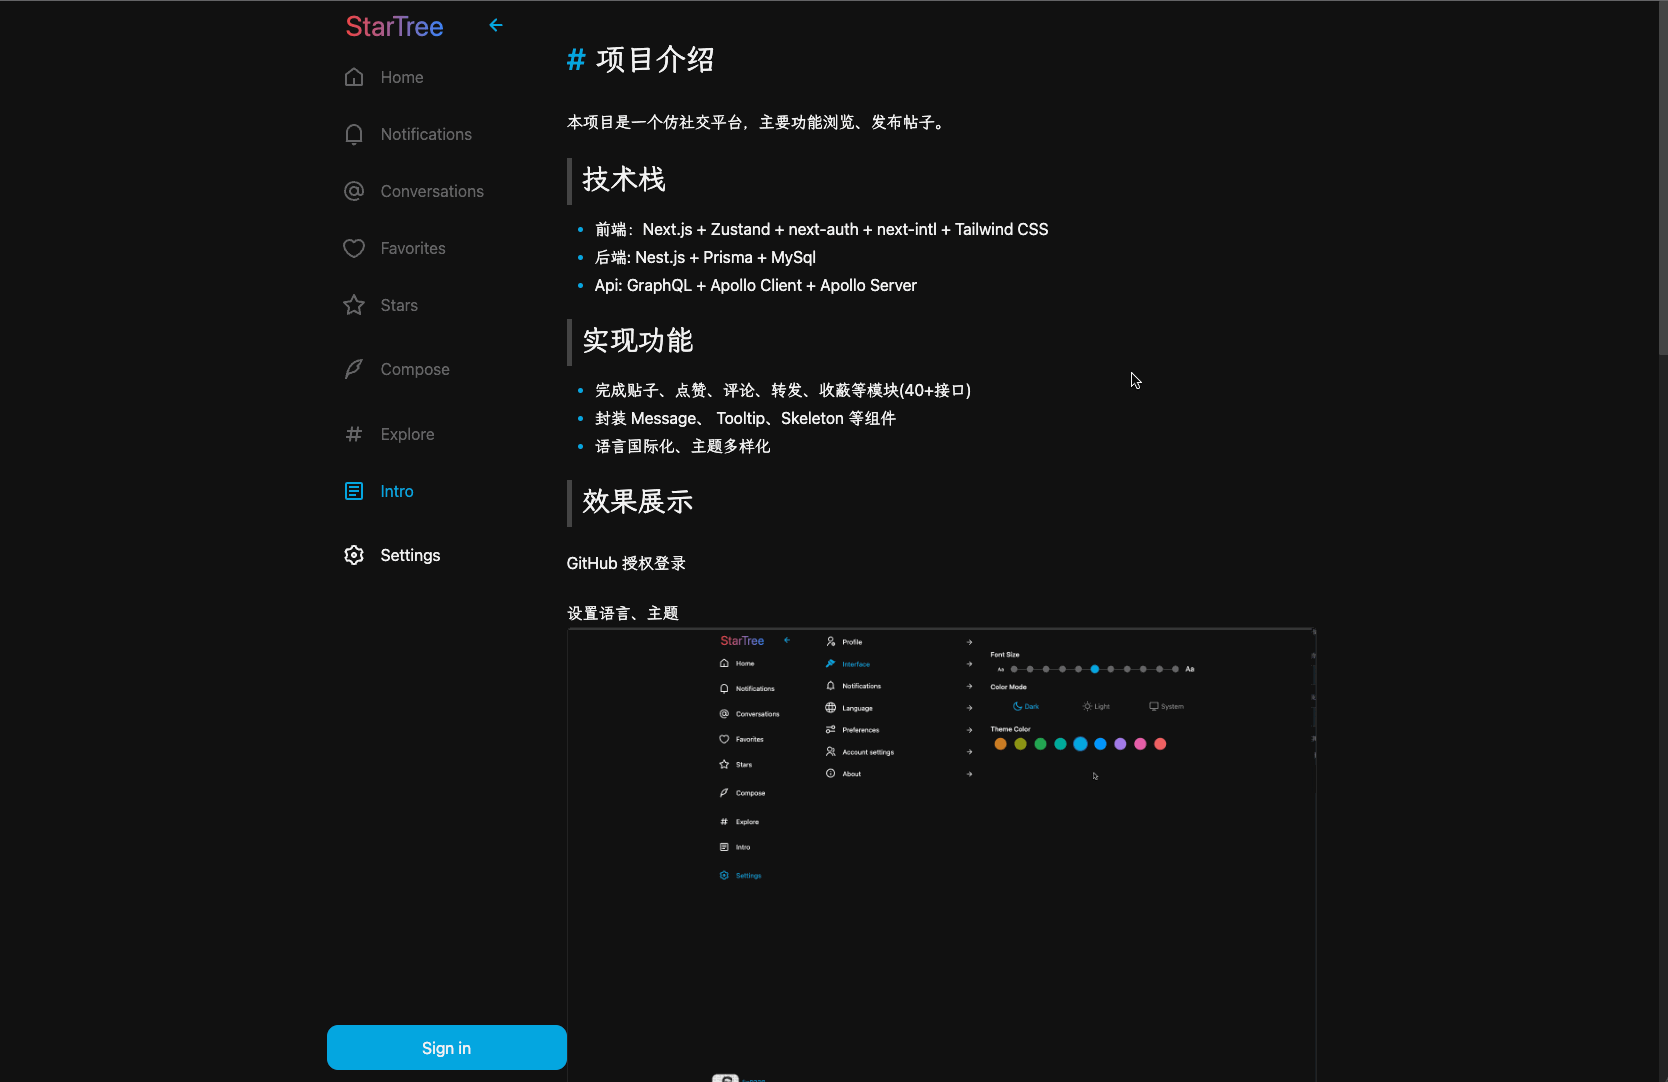 StarTree
Home
Notifications
Conversations
Favorites
Stars
Compose
Explore
Intro
Settings
Sign in
# 项目介绍
本项目是一个仿社交平台，主要功能浏览、发布帖子。
技术栈
前端：Next.js + Zustand + next-auth + next-intl + Tailwind CSS
后端: Nest.js + Prisma + MySql
Api: GraphQL + Apollo Client + Apollo Server
实现功能
完成贴子、点赞、评论、转发、收蔽等模块(40+接口)
封装 Message、 Tooltip、Skeleton 等组件
语言国际化、主题多样化
效果展示
GitHub 授权登录
设置语言、主题
StarTree
Home
Notifications
Conversations
Favorites
Stars
Compose
Explore
Intro
Settings
Profile
Interface
Notifications
Language
Preferences
Account settings
About
Font Size
Aa Aa
Color Mode
Dark Light System
Theme Color